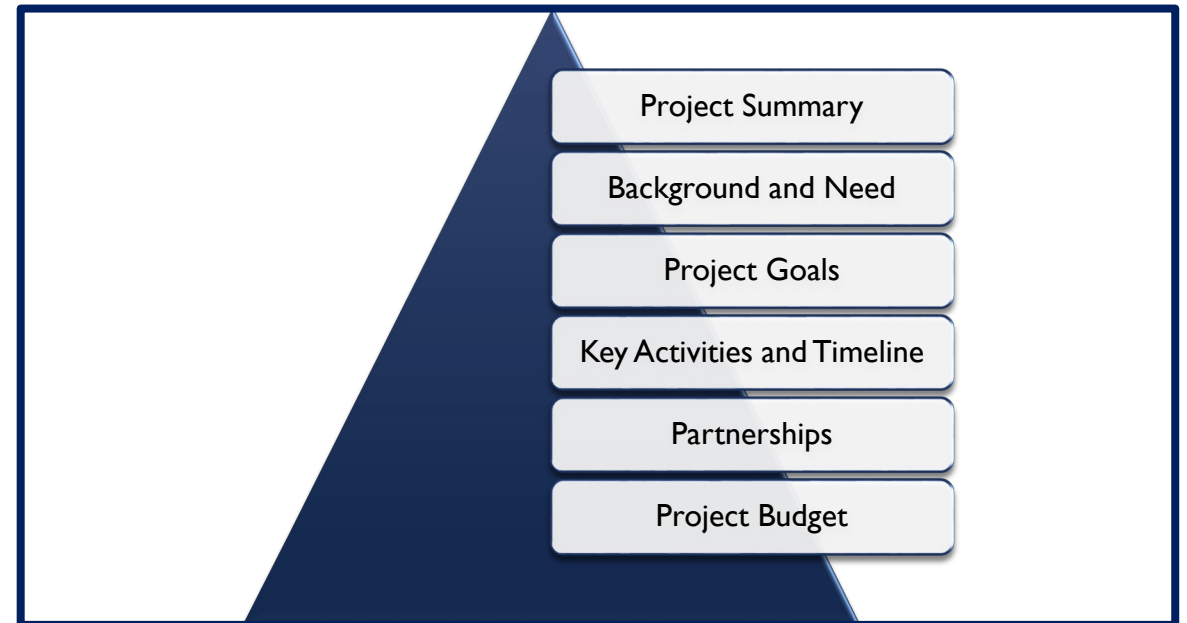 Project Summary
Background and Need
Project Goals
Key Activities and Timeline
Partnerships
Project Budget